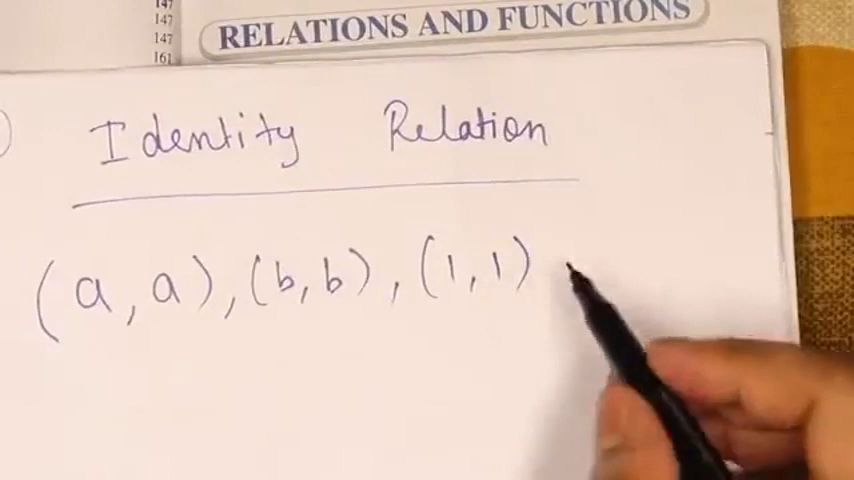 147
147
147
161
RELATIONS AND FUNCTIONS
Identity Relation
(a, a), (b, b), (1, 1)